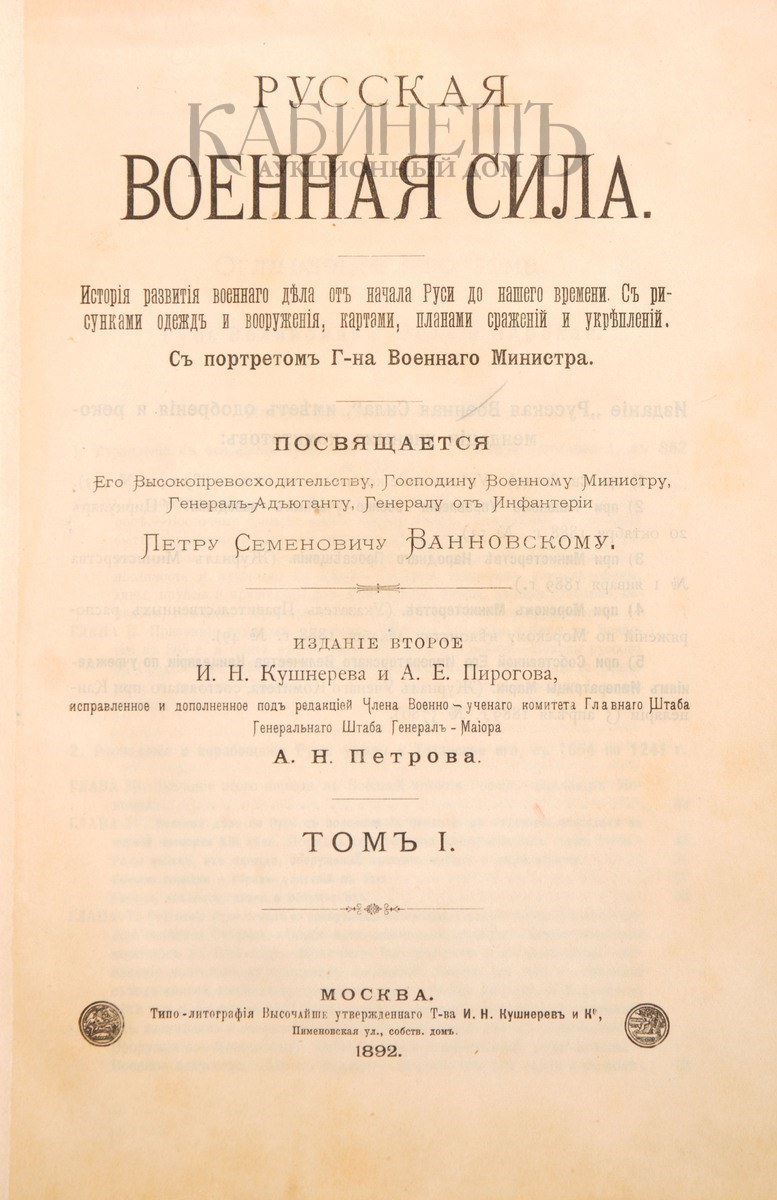 РУССКАЯ
КАБИНЕТЪ
АУКЦИОННЫЙ ДОМ
ВОЕННАЯ СИЛА.
Исторія развитія военнаго дѣла отъ начала Руси до нашего времени. Съ ри-
сунками одеждъ и вооруженія, картами, планами сраженій и укрѣпленій.
Съ портретомъ Г-на Военнаго Министра.
ПОСВЯЩАЕТСЯ
Его Высокопревосходительству, Господину Военному Министру,
Генералъ-Адъютанту, Генералу отъ Инфантеріи
Петру Семеновичу Ванновскому.
ИЗДАНІЕ ВТОРОЕ
И. Н. Кушнерева и А. Е. Пирогова,
исправленное и дополненное подъ редакціей Члена Военно-ученаго комитета Главнаго Штаба
Генеральнаго Штаба Генералъ-Маіора
А. Н. Петрова.
ТОМЪ I.
МОСКВА.
Типо-литографія Высочайше утвержденнаго Т-ва И. Н. Кушнеревъ и Кº,
Пименовская ул., собств. домъ.
1892.